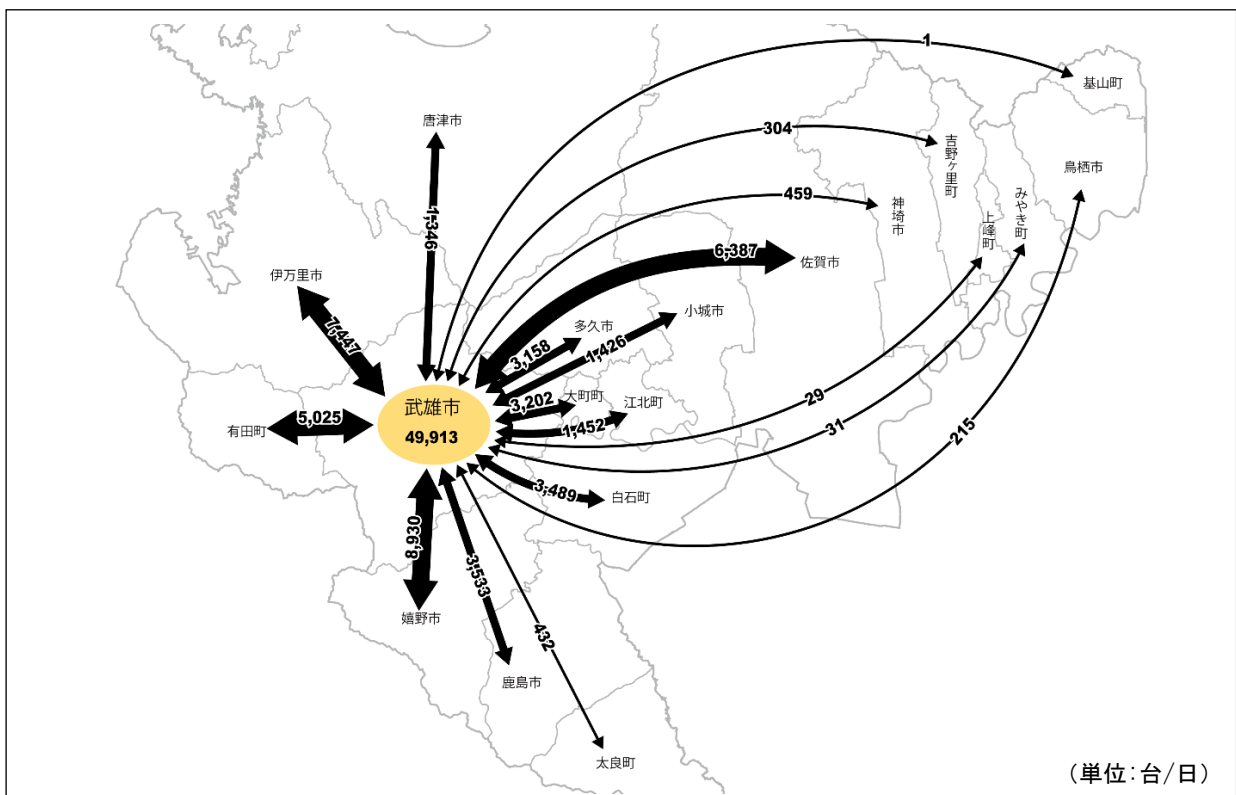 1
基山町
唐津市
304
吉野ヶ里町
鳥栖市
459
神埼市
みやき町
上峰町
1,346
6,387
佐賀市
伊万里市
7,447
小城市
多久市
3,158
1,426
武雄市
49,913
5,025
有田町
3,202
大町町
江北町
1,452
29
31
215
3,489
白石町
8,930
3,533
嬉野市
432
鹿島市
太良町
(単位:台/日)